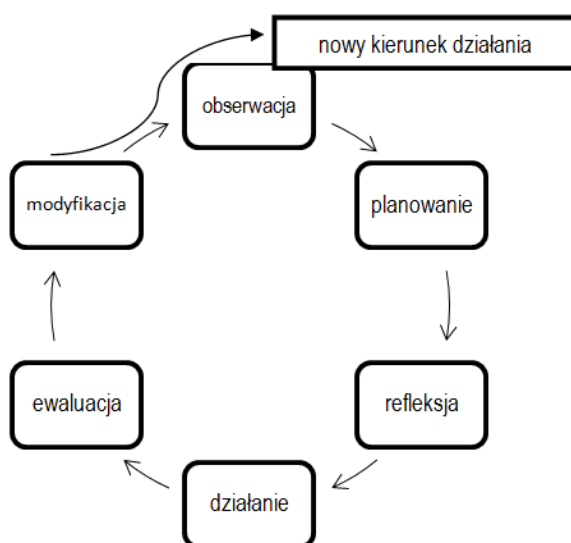 nowy kierunek działania
obserwacja
planowanie
refleksja
działanie
ewaluacja
modyfikacja